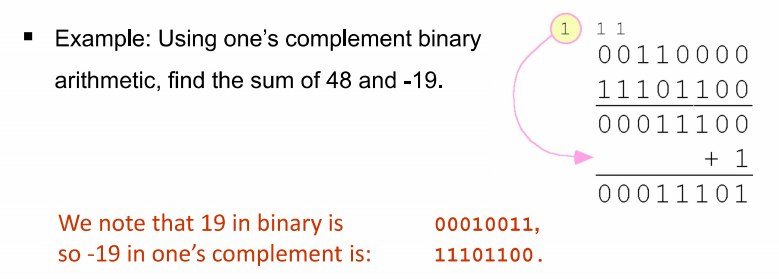 ▪ Example: Using one’s complement binary
arithmetic, find the sum of 48 and -19.
1 1 1
00110000
11101100
00011100
+ 1
00011101
We note that 19 in binary is 00010011,
so -19 in one’s complement is: 11101100.